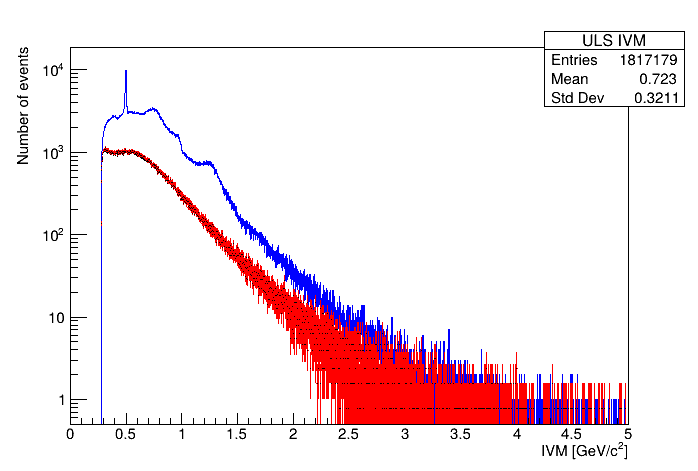 ULS IVM
Entries 1817179
Mean 0.723
Std Dev 0.3211
Number of events
10⁴
10³
10²
10
1
0 0.5 1 1.5 2 2.5 3 3.5 4 4.5 5
IVM [GeV/c²]